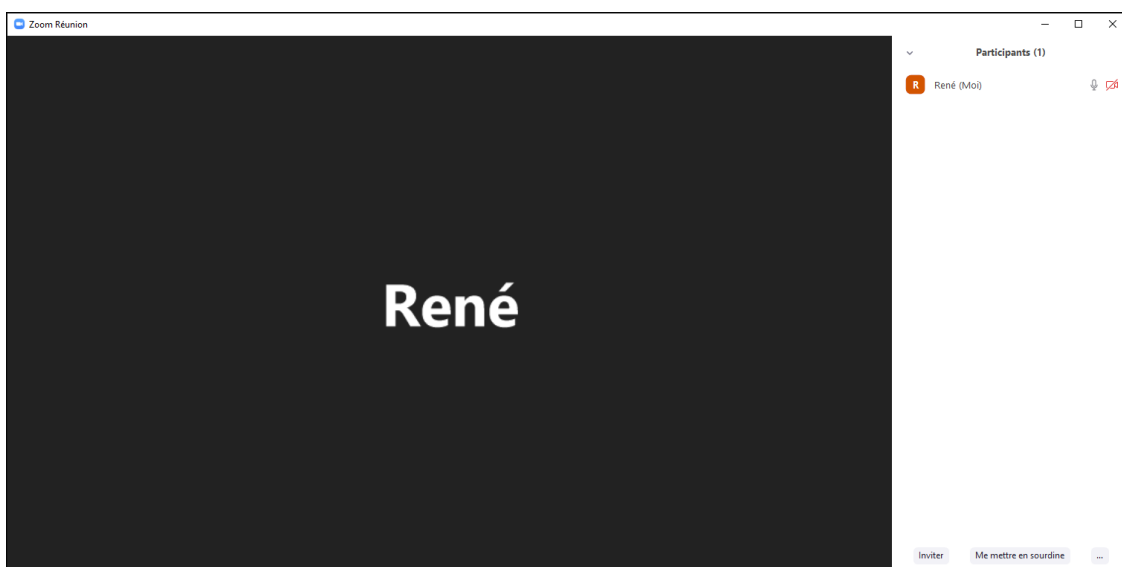 Zoom Réunion
René
Participants (1)
R René (Moi)
Inviter Me mettre en sourdine ...